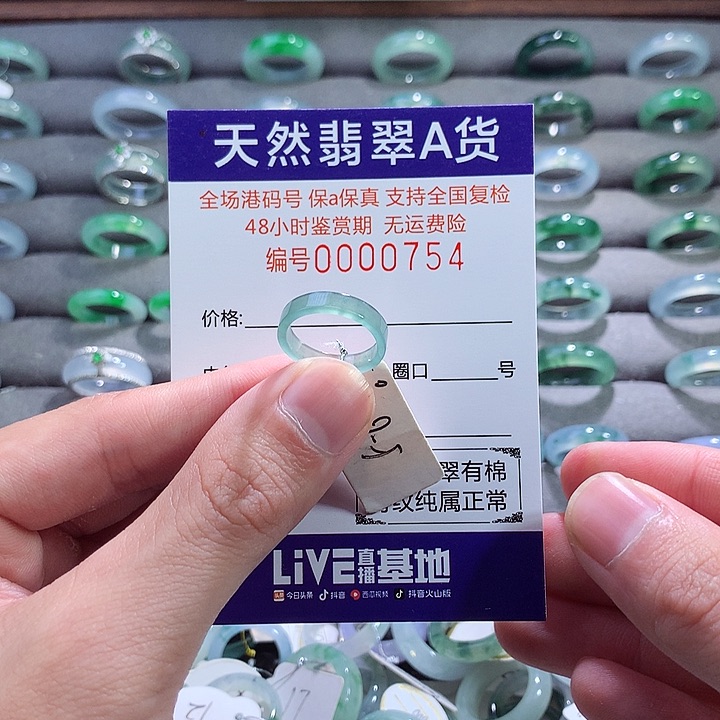 天然翡翠A货
全场港码号 保a保真 支持全国复检
48小时鉴赏期 无运费险
编号0000754
价格:
圈口 号
翠有棉
纹纯属正常
LiVE直播基地
今日头条 抖音 西瓜视频 抖音火山版
17
12